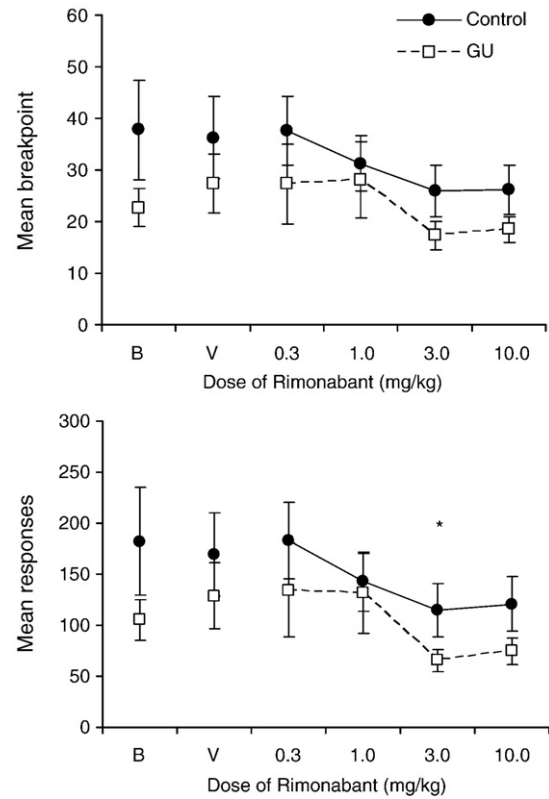 Control
GU
60
50
40
30
20
10
0
Mean breakpoint
B V 0.3 1.0 3.0 10.0
Dose of Rimonabant (mg/kg)
300
250
200
150
100
50
0
Mean responses
*
B V 0.3 1.0 3.0 10.0
Dose of Rimonabant (mg/kg)